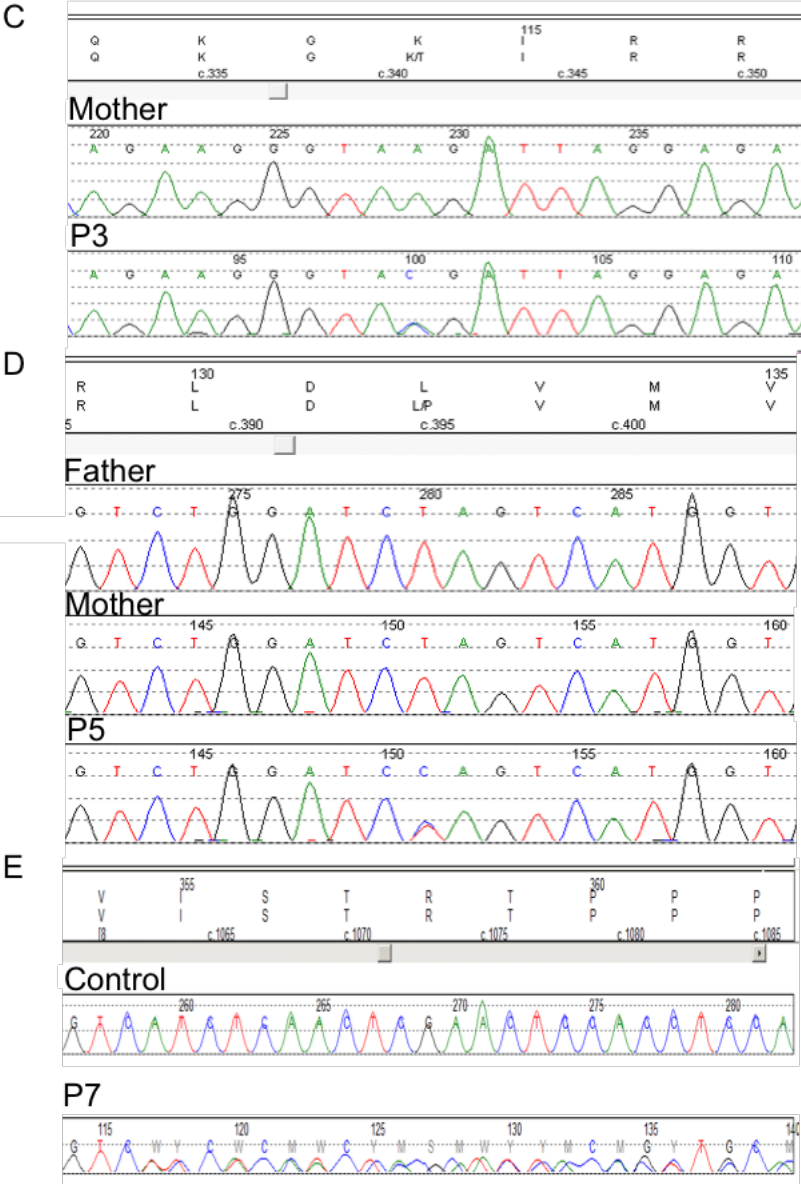 C
115
Q K G K I R R
Q K G K/T I R R
c.335 c.340 c.345 c.350
Mother
220 225 230 235
A G A A G G G T A A G A T T A G G A G A
P3
95 100 105 110
A G A A G G G T A C G A T T A G G A G A
D
130 135
R L D L V M V
R L D L/P V M V
5 c.390 c.395 c.400
Father
275 280 285
G T C T G G A T C T A G T C A T G G T
Mother
145 150 155 160
G T C T G G A T C T A G T C A T G G T
P5
145 150 155 160
G T C T G G A T C C A G T C A T G G T
E
355 360
V I S T R T P P P
V I S T R T P P P
c.1065 c.1070 c.1075 c.1080 c.1085
Control
260 265 270 275 280
G T C A T C T C A A C T C G A A C T C C A C C T C C A
P7
115 120 125 130 135 140
G T C W Y C W C M W C Y M S M W Y Y M C M G Y T G C M